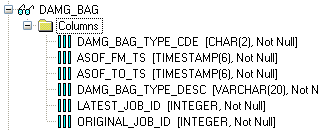 DAMG_BAG
Columns
DAMG_BAG_TYPE_CDE [CHAR(2), Not Null]
ASOF_FM_TS [TIMESTAMP(6), Not Null]
ASOF_TO_TS [TIMESTAMP(6), Not Null]
DAMG_BAG_TYPE_DESC [VARCHAR(20), Not N
LATEST_JOB_ID [INTEGER, Not Null]
ORIGINAL_JOB_ID [INTEGER, Not Null]